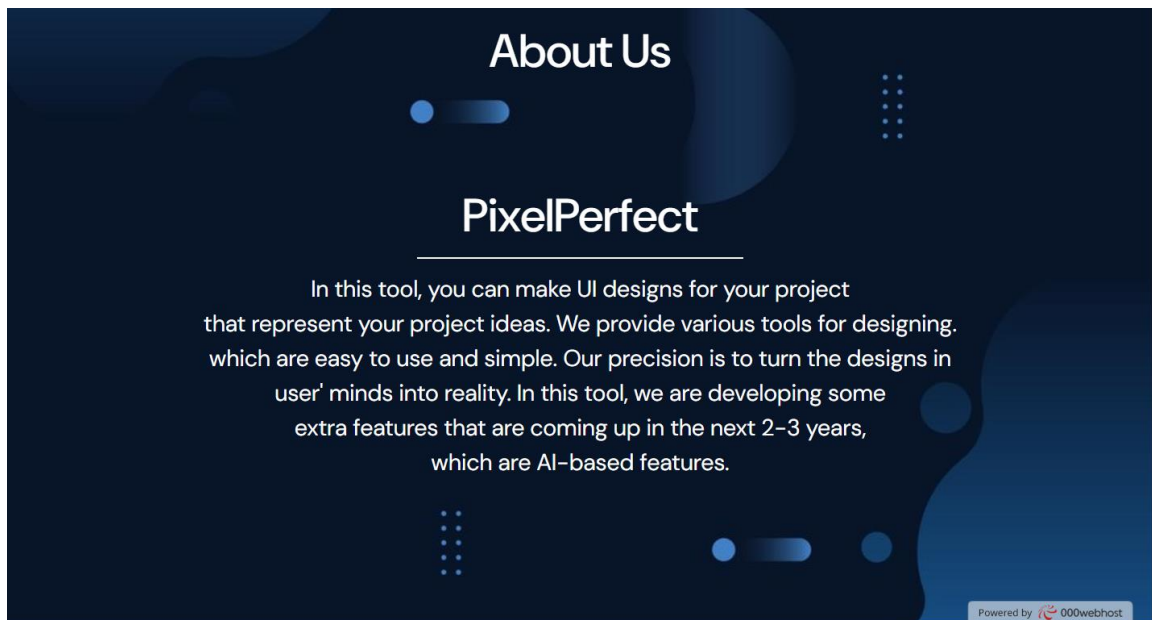 About Us
PixelPerfect
In this tool, you can make UI designs for your project
that represent your project ideas. We provide various tools for designing.
which are easy to use and simple. Our precision is to turn the designs in
user' minds into reality. In this tool, we are developing some
extra features that are coming up in the next 2-3 years,
which are AI-based features.
Powered by 000webhost